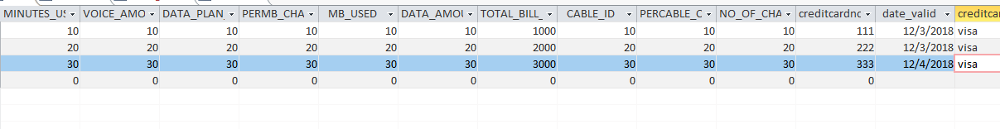 MINUTES_US VOICE_AMO DATA_PLAN_ PERMB_CHA MB_USED DATA_AMOU TOTAL_BILL_ CABLE_ID PERCABLE_C NO_OF_CHA creditcardno date_valid creditcar
10 10 10 10 10 10 1000 10 10 10 111 12/3/2018 visa
20 20 20 20 20 20 2000 20 20 20 222 12/3/2018 visa
30 30 30 30 30 30 3000 30 30 30 333 12/4/2018 visa
0 0 0 0 0 0 0 0 0 0 0